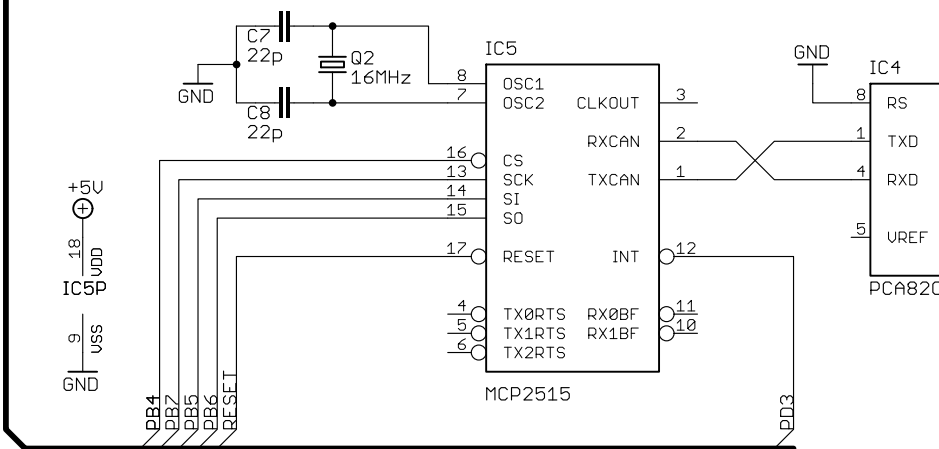 C7
22p
Q2
16MHz
GND
C8
22p
IC5
8 OSC1
7 OSC2
CLKOUT 3
RXCAN 2
TXCAN 1
16 CS
13 SCK
14 SI
15 SO
17 RESET
INT 12
4 TX0RTS
5 TX1RTS
6 TX2RTS
RX0BF 11
RX1BF 10
MCP2515
GND
IC4
8 RS
1 TXD
4 RXD
5 VREF
PCA82C
+5V
18 VDD
IC5P
9 VSS
GND
PB4
PB7
PB5
PB6
RESET
PD3